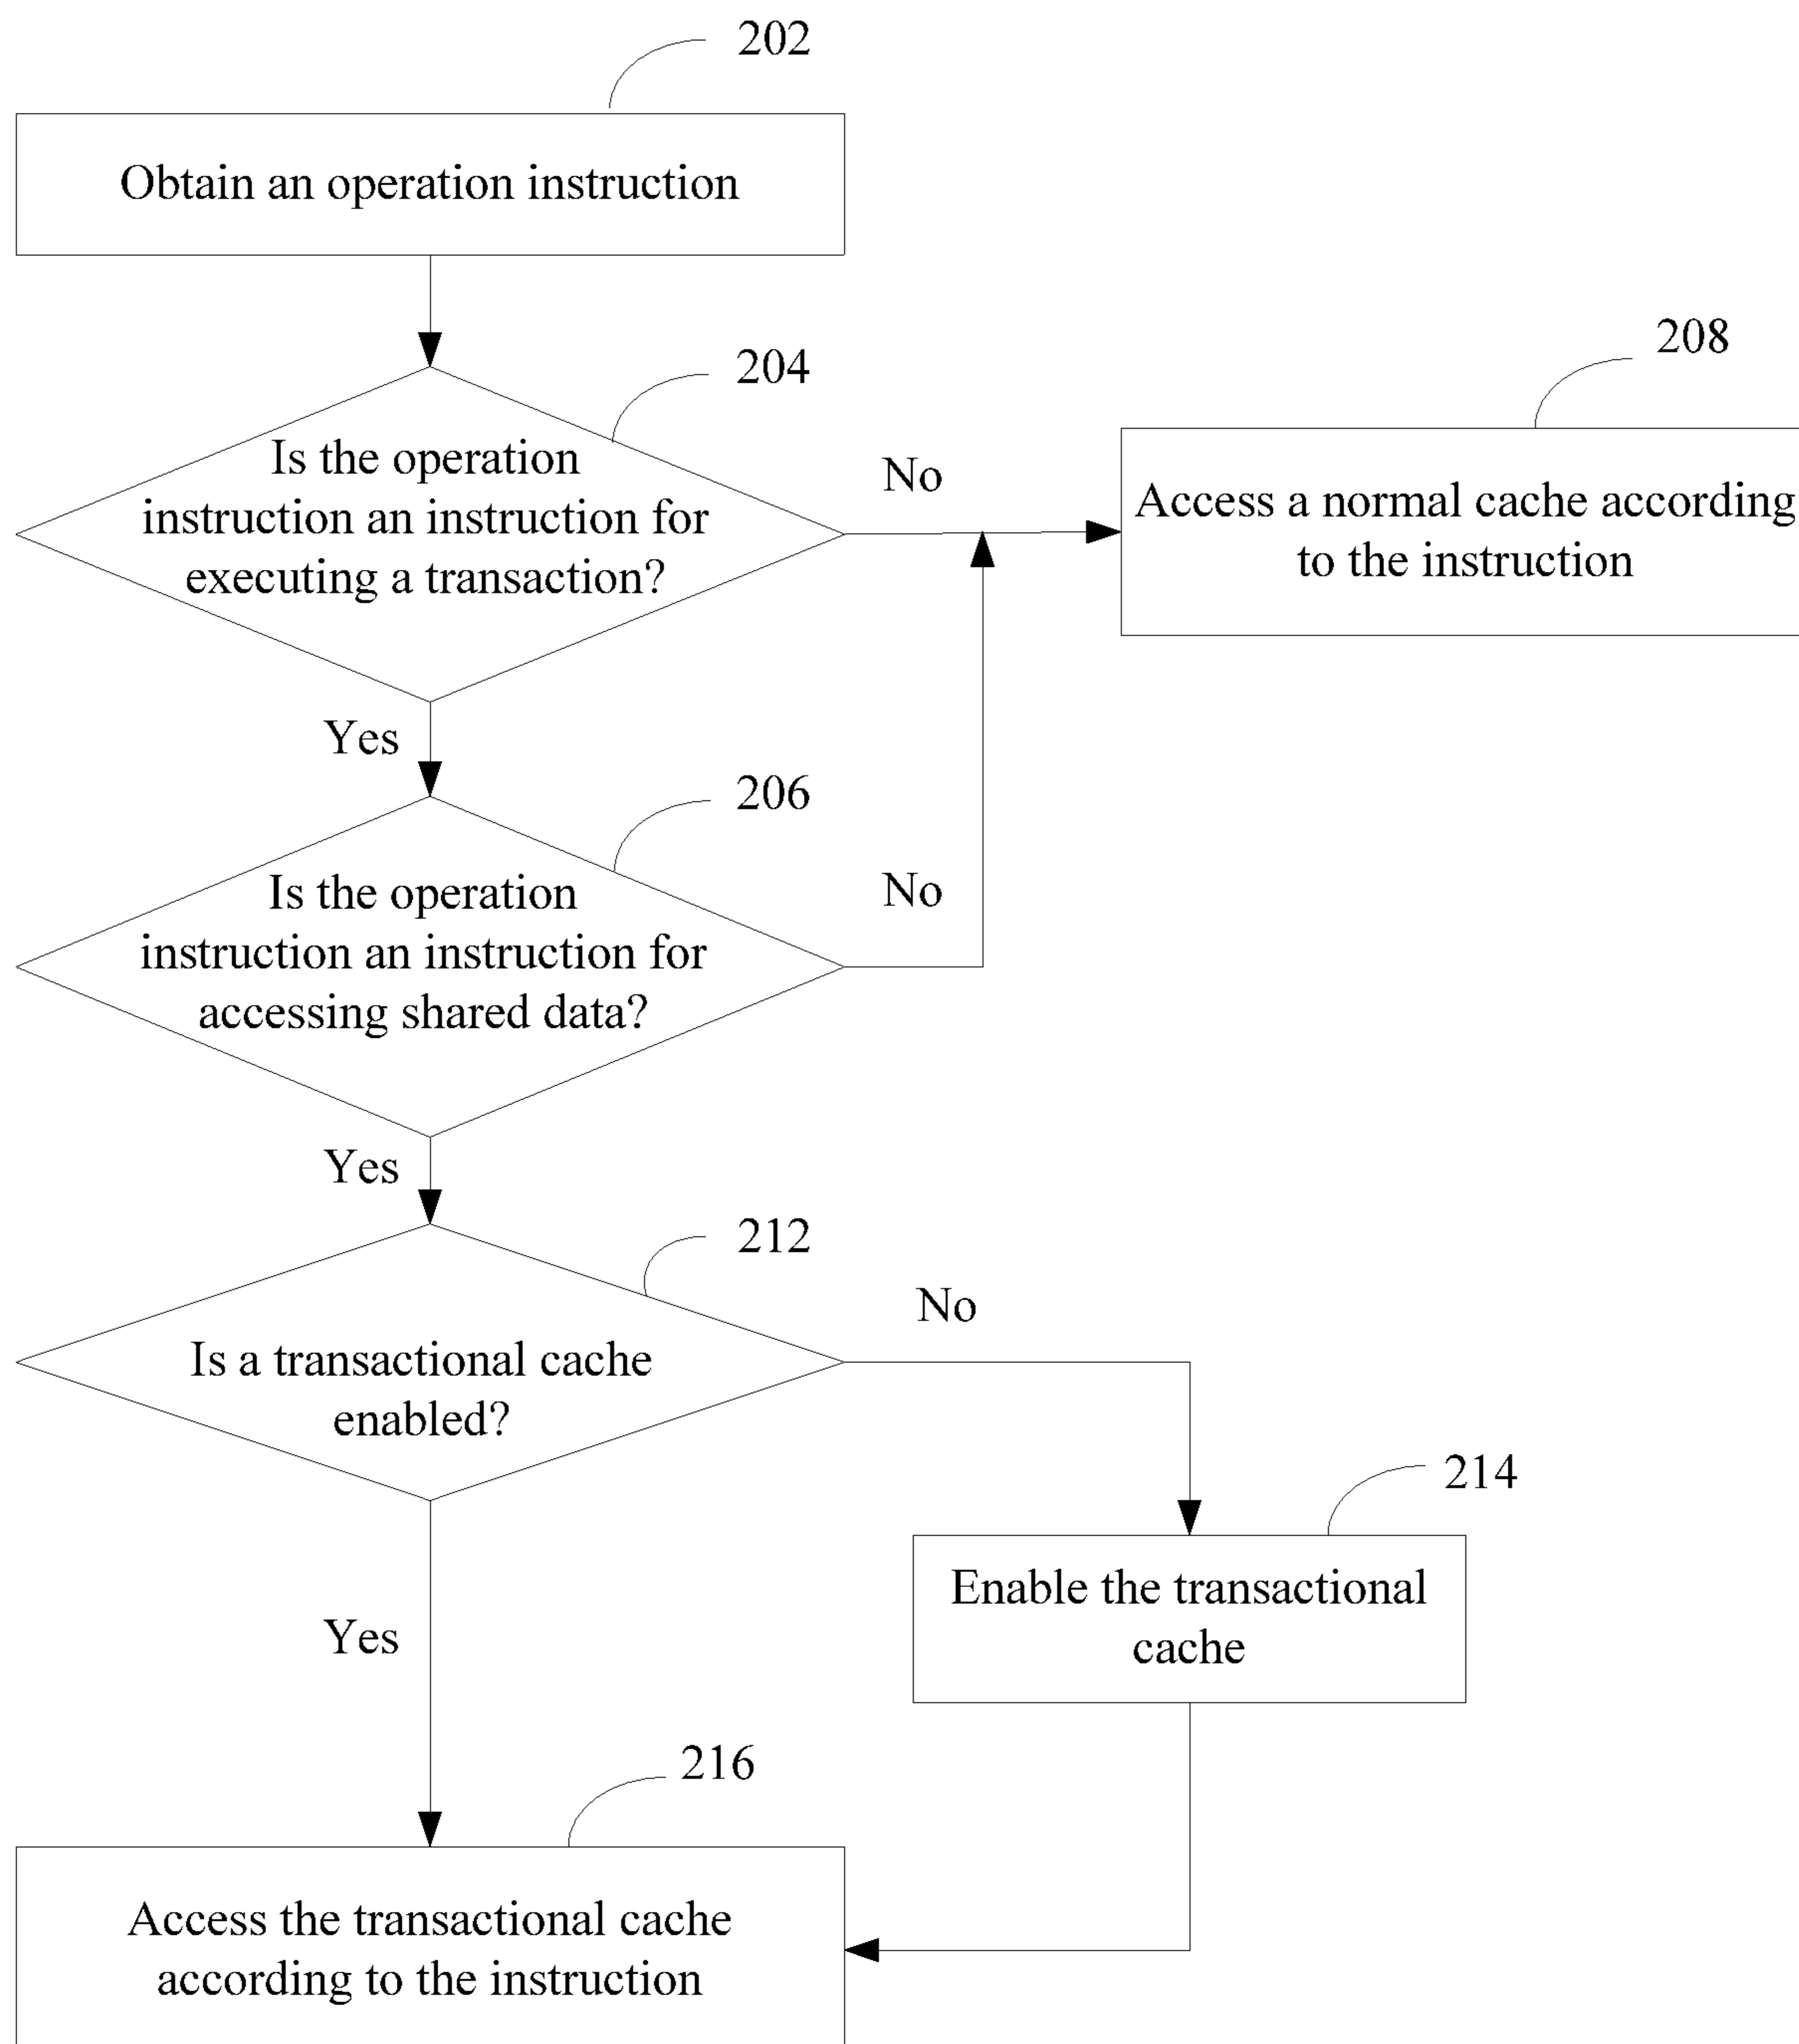 202
Obtain an operation instruction
204
Is the operation
instruction an instruction for
executing a transaction?
No
208
Access a normal cache according
to the instruction
Yes
206
Is the operation
instruction an instruction for
accessing shared data?
No
Yes
212
Is a transactional cache
enabled?
No
214
Enable the transactional
cache
Yes
216
Access the transactional cache
according to the instruction